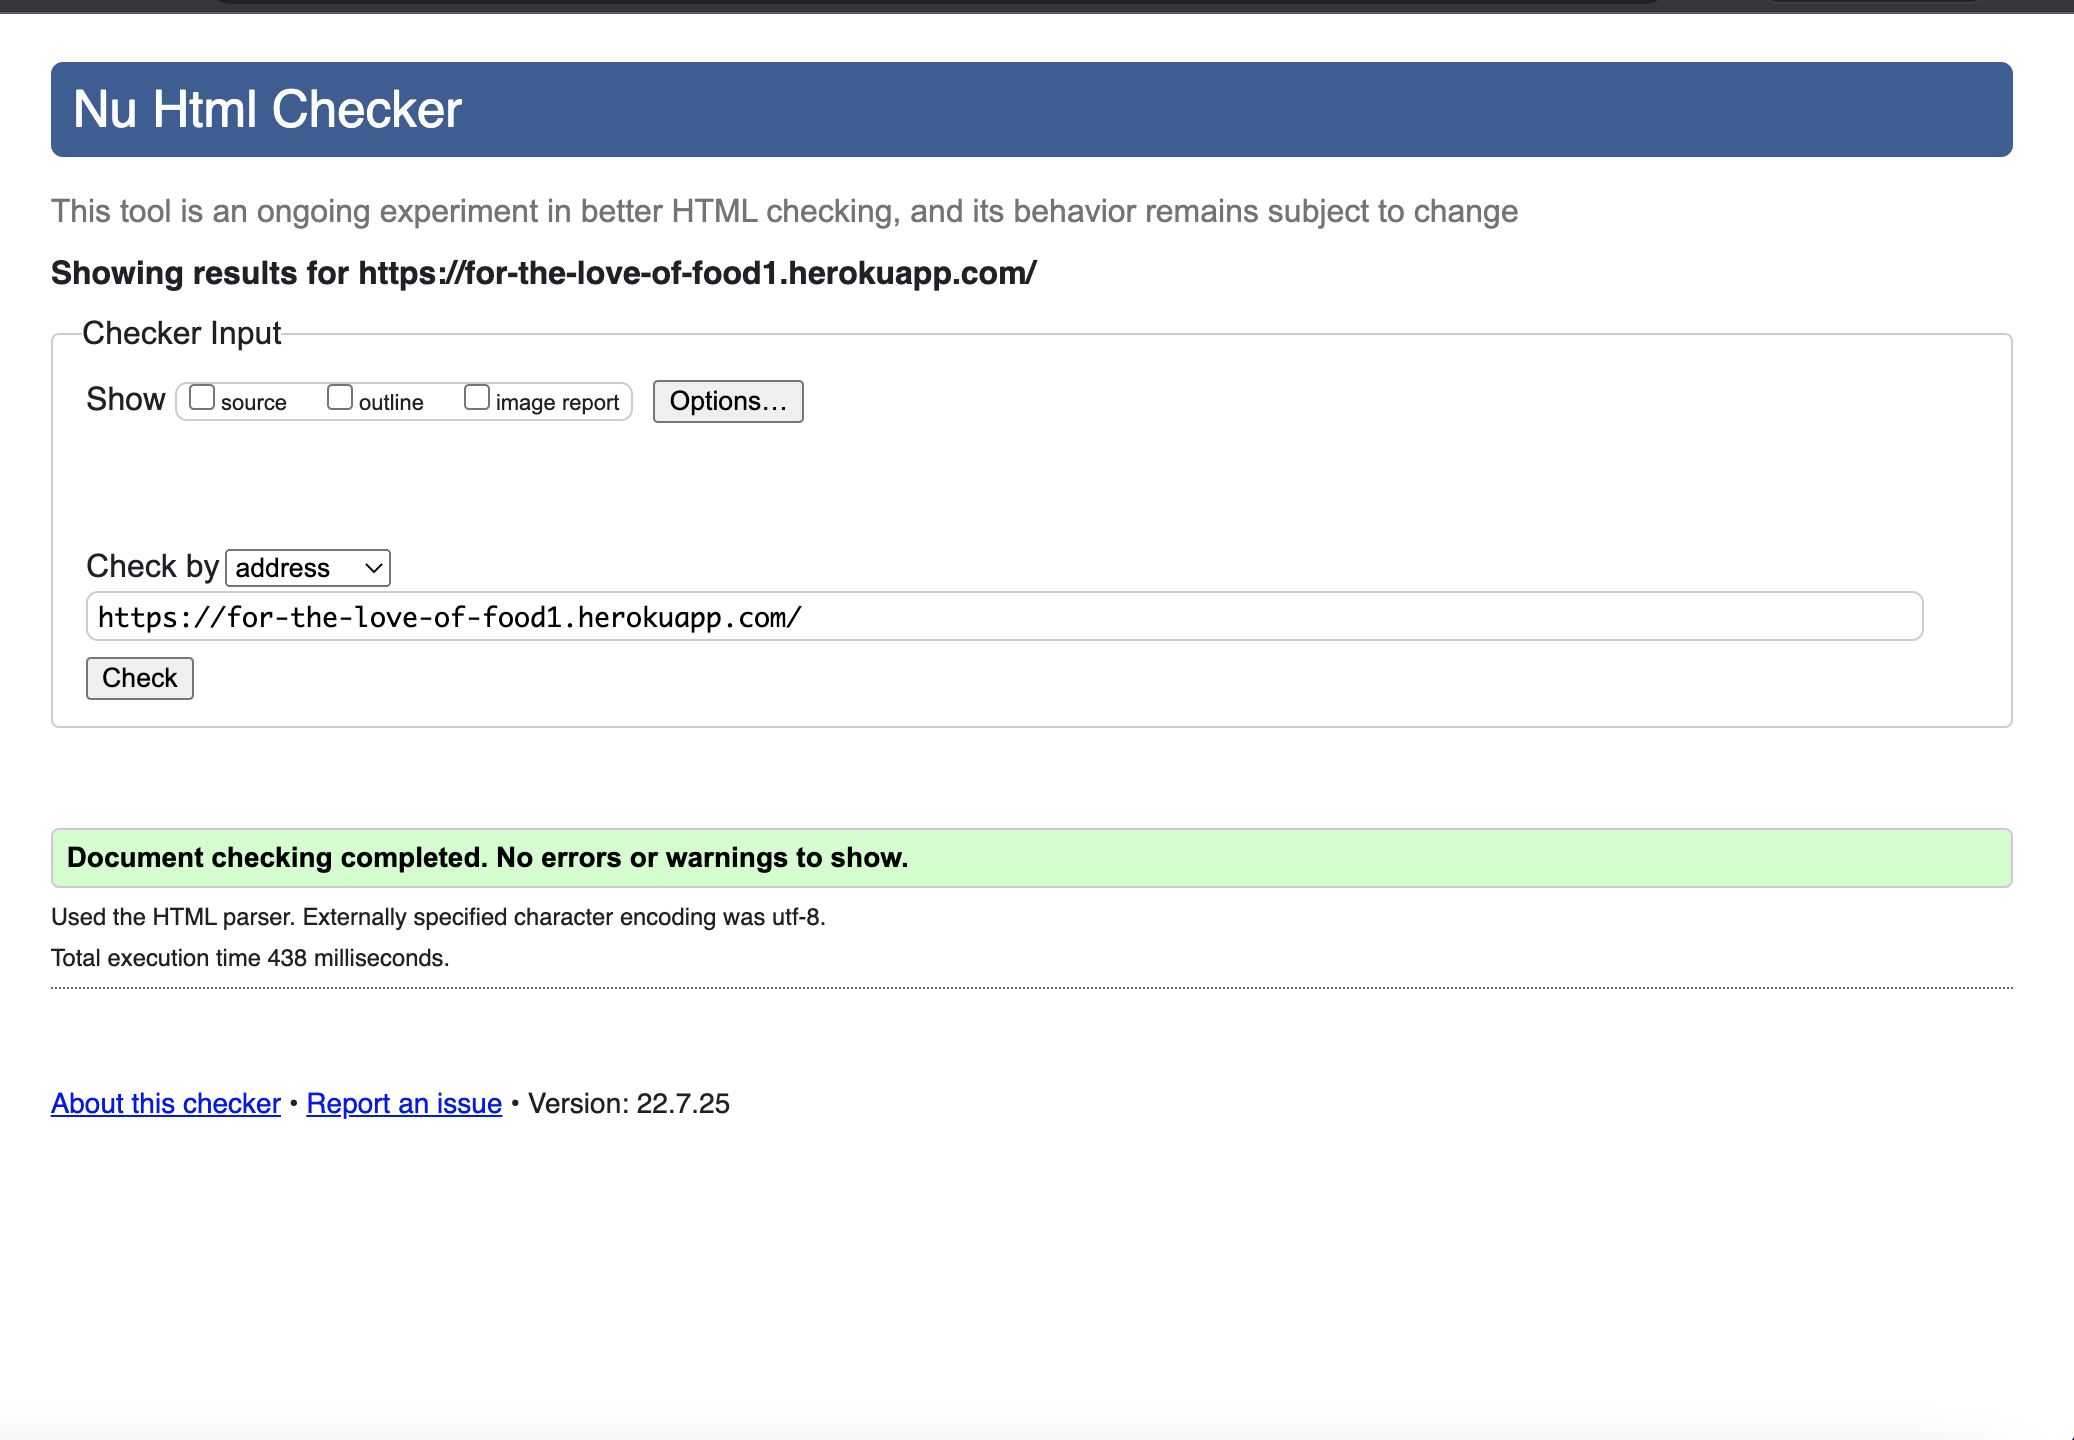 Nu Html Checker
This tool is an ongoing experiment in better HTML checking, and its behavior remains subject to change
Showing results for https://for-the-love-of-food1.herokuapp.com/
Checker Input
Show source outline image report Options...
Check by address
https://for-the-love-of-food1.herokuapp.com/
Check
Document checking completed. No errors or warnings to show.
Used the HTML parser. Externally specified character encoding was utf-8.
Total execution time 438 milliseconds.
About this checker • Report an issue • Version: 22.7.25